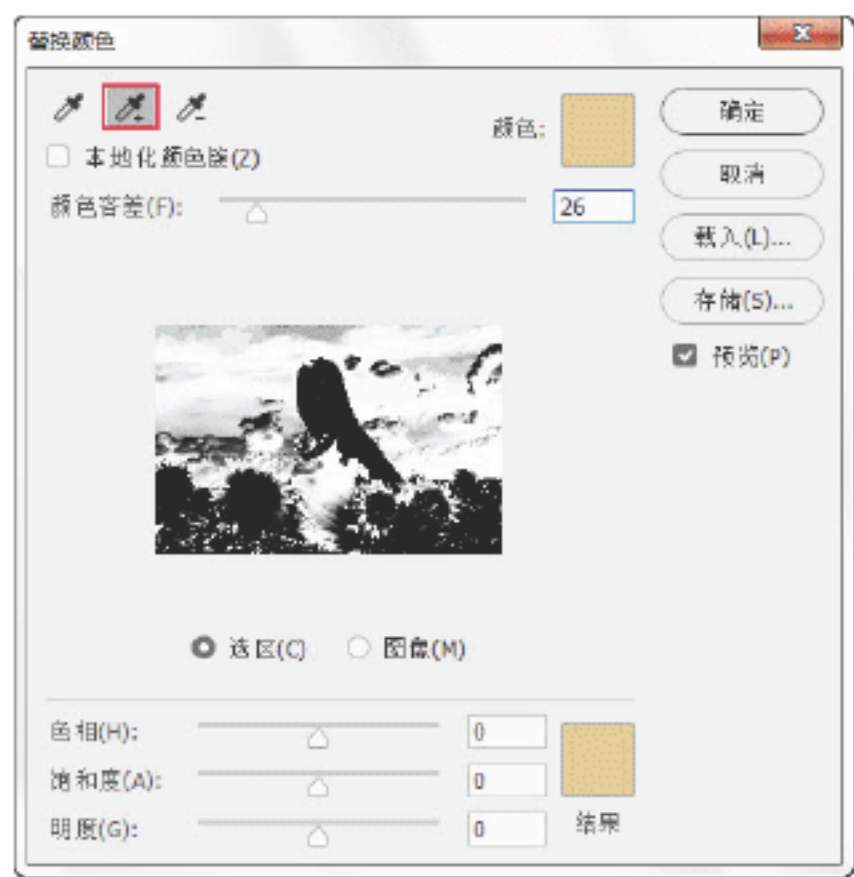 替换颜色
颜色:
确定
本地化颜色簇(Z)
取消
颜色容差(F):
26
载入(L)...
存储(S)...
预览(P)
选区(C)
图像(M)
色相(H):
0
饱和度(A):
0
明度(G):
0
结果